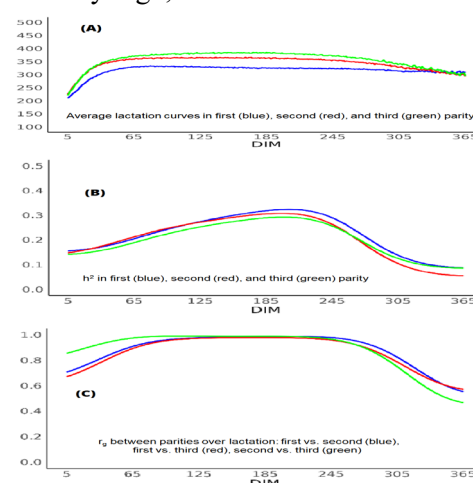 500
(A)
450
400
350
300
250
200
150
Average lactation curves in first (blue), second (red), and third (green) parity
100
5 65 125 185 245 305 365
DIM
0.5
(B)
0.4
0.3
0.2
0.1
h² in first (blue), second (red), and third (green) parity
0.0
5 65 125 185 245 305 365
DIM
1.0
0.8
0.6
(C)
0.4
0.2
rg between parities over lactation: first vs. second (blue),
first vs. third (red), second vs. third (green)
0.0
5 65 125 185 245 305 365
DIM